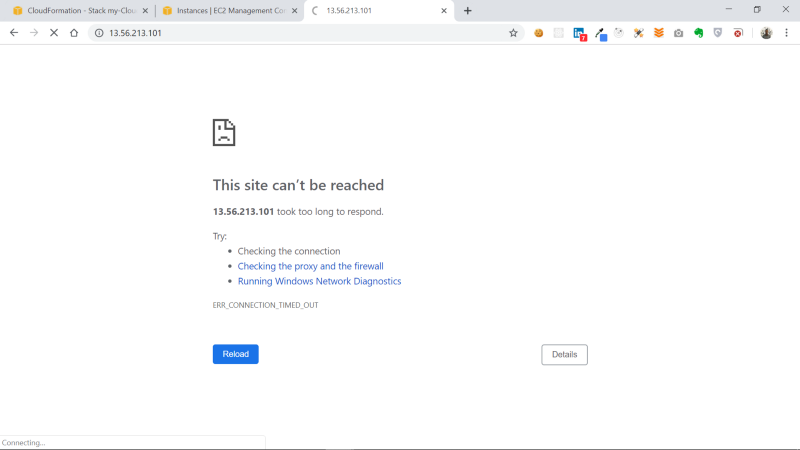 CloudFormation - Stack my-Clou
Instances | EC2 Management Con
13.56.213.101
13.56.213.101
7
This site can't be reached
13.56.213.101 took too long to respond.
Try:
Checking the connection
Checking the proxy and the firewall
Running Windows Network Diagnostics
ERR_CONNECTION_TIMED_OUT
Reload
Details
Connecting...